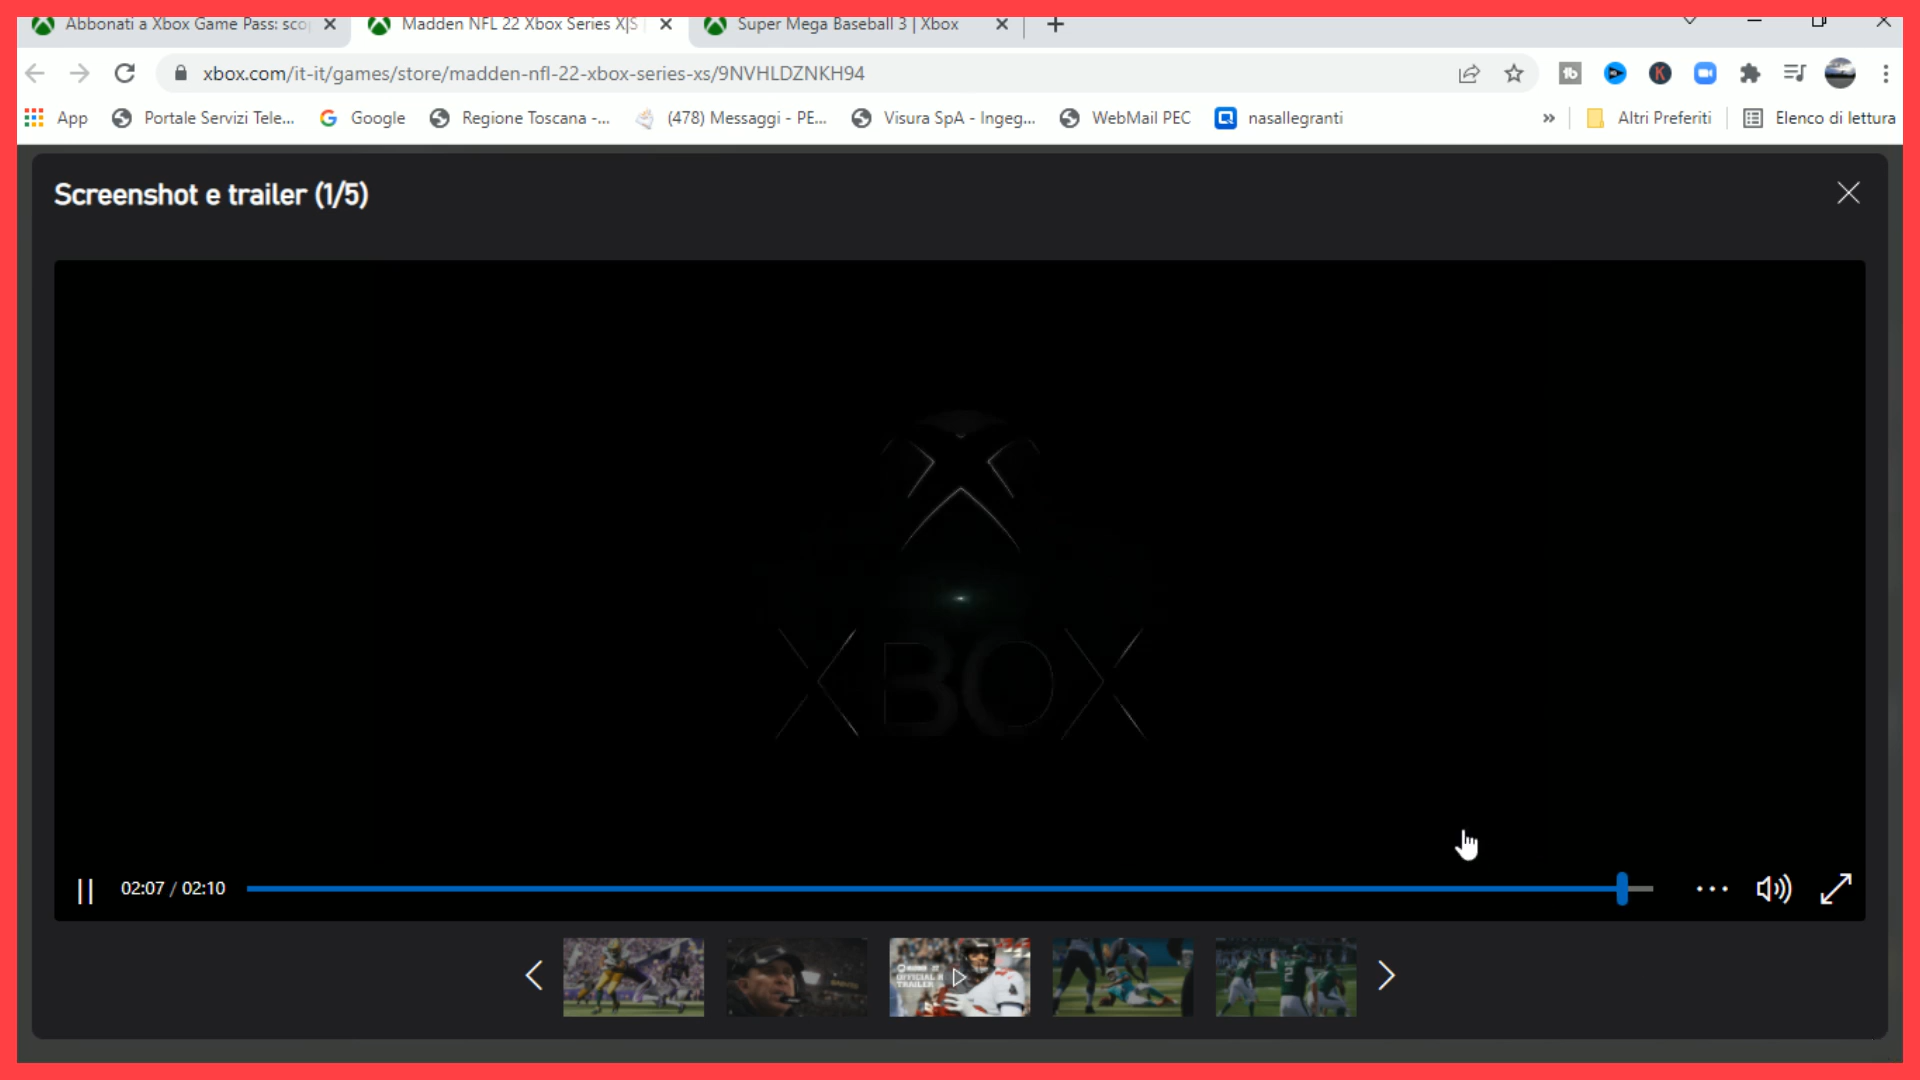 Abbonati a Xbox Game Pass: sco
Madden NFL 22 Xbox Series X|S
Super Mega Baseball 3 | Xbox
xbox.com/it-it/games/store/madden-nfl-22-xbox-series-xs/9NVHLDZNKH94
App
Portale Servizi Tele...
Google
Regione Toscana -...
(478) Messaggi - PE...
Visura SpA - Ingeg...
WebMail PEC
nasallegranti
»
Altri Preferiti
Elenco di lettura
Screenshot e trailer (1/5)
XBOX
02:07 / 02:10
OFFICIAL
TRAILER